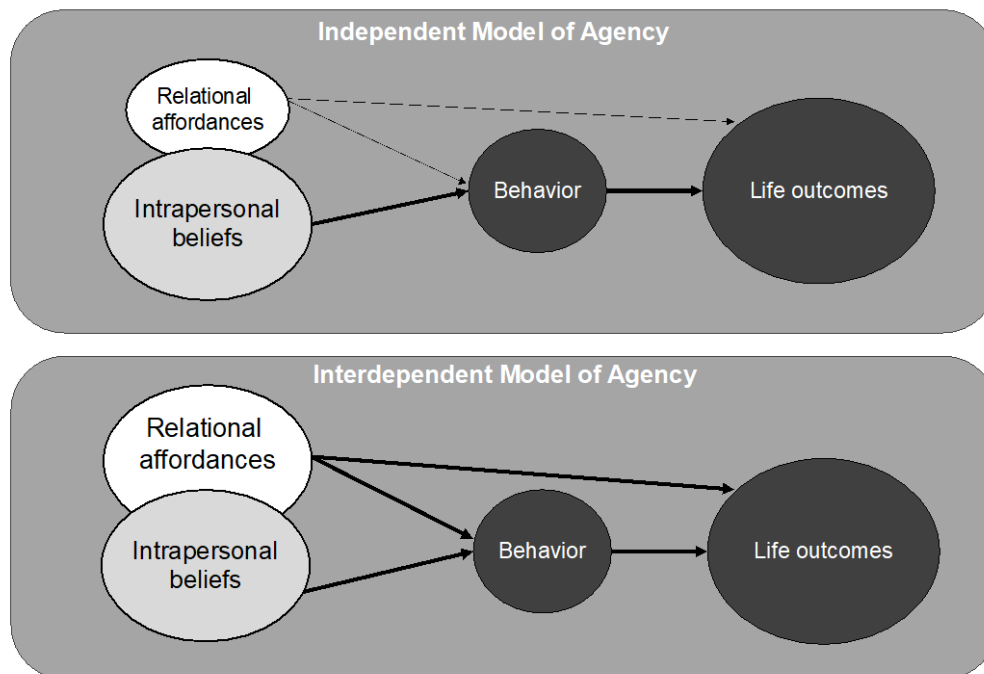 Independent Model of Agency
Relational
affordances
Intrapersonal
beliefs
Behavior
Life outcomes
Interdependent Model of Agency
Relational
affordances
Intrapersonal
beliefs
Behavior
Life outcomes